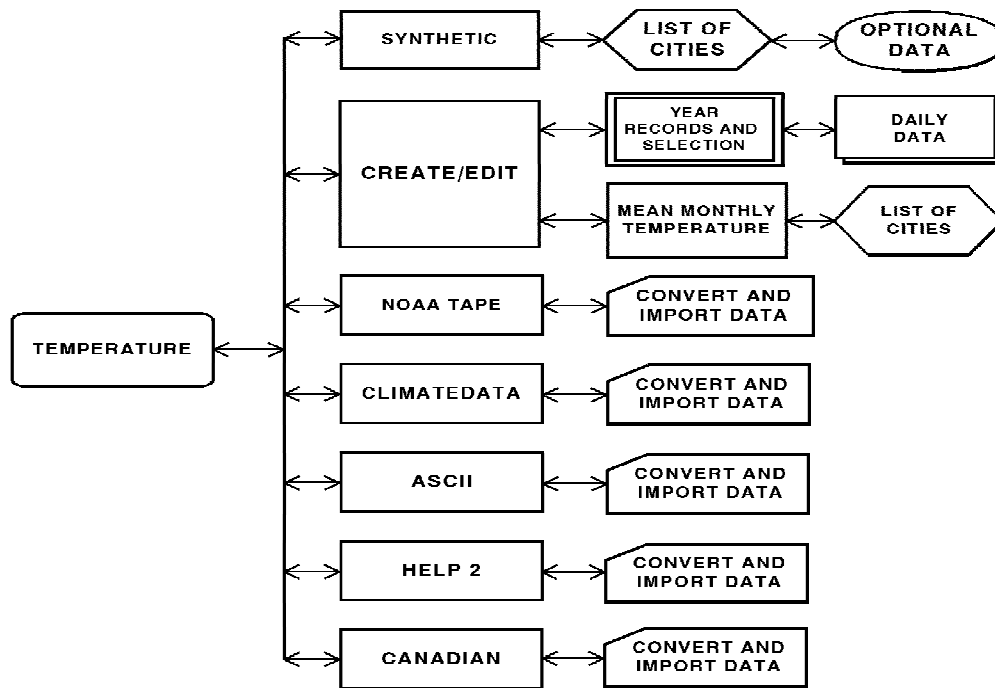 SYNTHETIC
LIST OF
CITIES
OPTIONAL
DATA
CREATE/EDIT
YEAR
RECORDS AND
SELECTION
DAILY
DATA
MEAN MONTHLY
TEMPERATURE
LIST OF
CITIES
TEMPERATURE
NOAA TAPE
CONVERT AND
IMPORT DATA
CLIMATEDATA
CONVERT AND
IMPORT DATA
ASCII
CONVERT AND
IMPORT DATA
HELP 2
CONVERT AND
IMPORT DATA
CANADIAN
CONVERT AND
IMPORT DATA